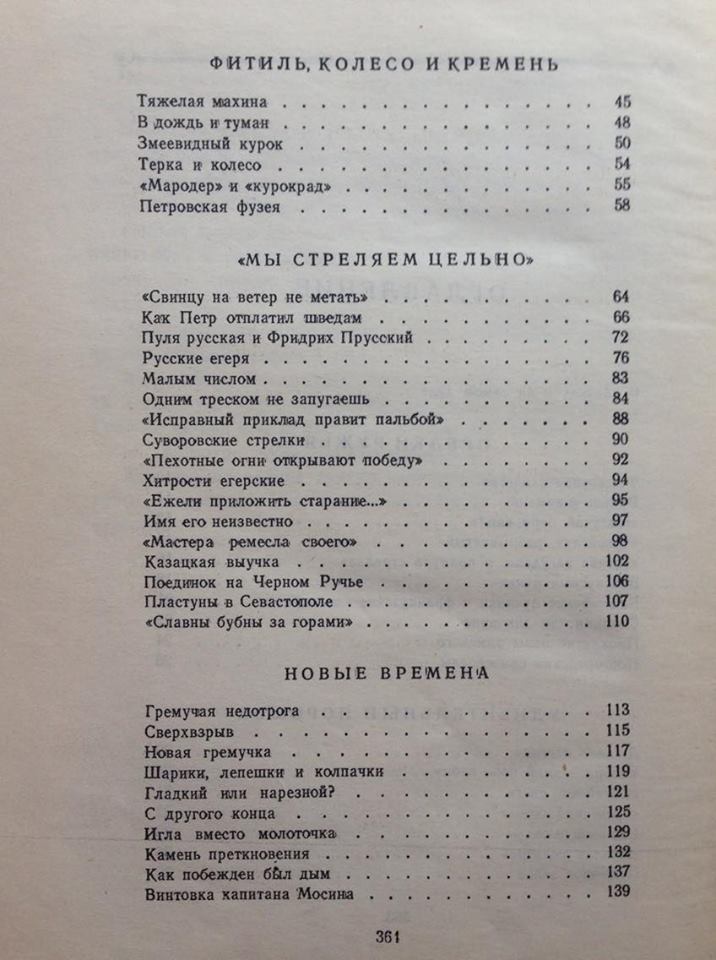 ФИТИЛЬ, КОЛЕСО И КРЕМЕНЬ
Тяжелая махина . . . . . . . . . . . . . . . . 45
В дождь и туман . . . . . . . . . . . . . . . . 48
Змеевидный курок . . . . . . . . . . . . . . . 50
Терка и колесо . . . . . . . . . . . . . . . . 54
«Мародер» и «курокрад» . . . . . . . . . . . . 55
Петровская фузея . . . . . . . . . . . . . . . 58
«МЫ СТРЕЛЯЕМ ЦЕЛЬНО»
«Свинцу на ветер не метать» . . . . . . . . . . 64
Как Петр отплатил шведам . . . . . . . . . . . 66
Пуля русская и Фридрих Прусский . . . . . . . . 72
Русские егеря . . . . . . . . . . . . . . . . 76
Малым числом . . . . . . . . . . . . . . . . . 83
Одним треском не запугаешь . . . . . . . . . . 84
«Исправный приклад правит пальбой» . . . . . . 88
Суворовские стрелки . . . . . . . . . . . . . 90
«Пехотные огни открывают победу» . . . . . . . 92
Хитрости егерские . . . . . . . . . . . . . . 94
«Ежели приложить старание...» . . . . . . . . . 95
Имя его неизвестно . . . . . . . . . . . . . . 97
«Мастера ремесла своего» . . . . . . . . . . . 98
Казацкая выучка . . . . . . . . . . . . . . . 102
Поединок на Черном Ручье . . . . . . . . . . . 106
Пластуны в Севастополе . . . . . . . . . . . . 107
«Славны бубны за горами» . . . . . . . . . . . 110
НОВЫЕ ВРЕМЕНА
Гремучая недотрога . . . . . . . . . . . . . . 113
Сверхвзрыв . . . . . . . . . . . . . . . . . . 115
Новая гремучка . . . . . . . . . . . . . . . . 117
Шарики, лепешки и колпачки . . . . . . . . . . 119
Гладкий или нарезной? . . . . . . . . . . . . 121
С другого конца . . . . . . . . . . . . . . . 125
Игла вместо молоточка . . . . . . . . . . . . 129
Камень преткновения . . . . . . . . . . . . . 132
Как побежден был дым . . . . . . . . . . . . . 137
Винтовка капитана Мосина . . . . . . . . . . . 139
361